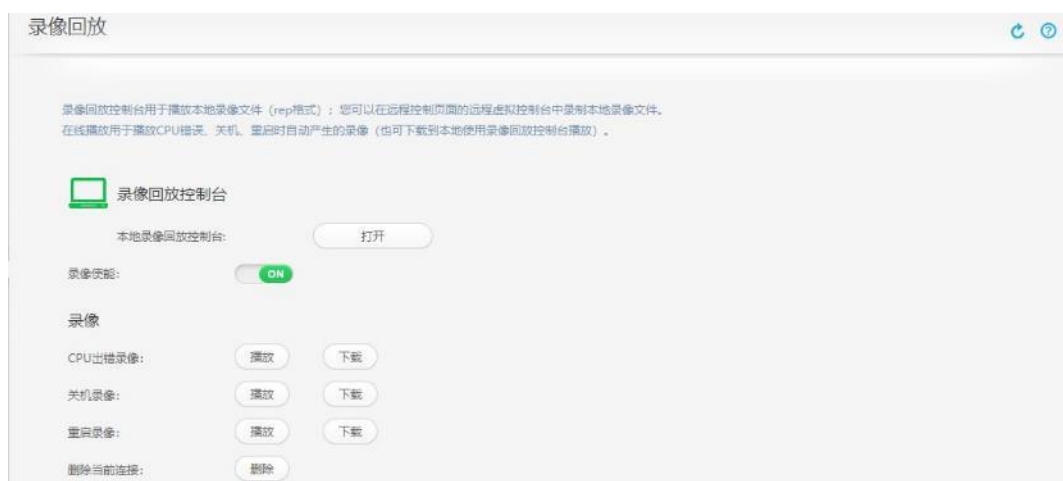 录像回放
录像回放控制台用于播放本地录像文件（rep格式）；您可以在远程控制页面的远程虚拟控制台中录制本地录像文件。
在线播放用于播放CPU错误、关机、重启时自动产生的录像（也可下载到本地使用录像回放控制台播放）。
录像回放控制台
本地录像回放控制台: 打开
录像使能: ON
录像
CPU出错录像: 播放 下载
关机录像: 播放 下载
重启录像: 播放 下载
删除当前连接: 删除